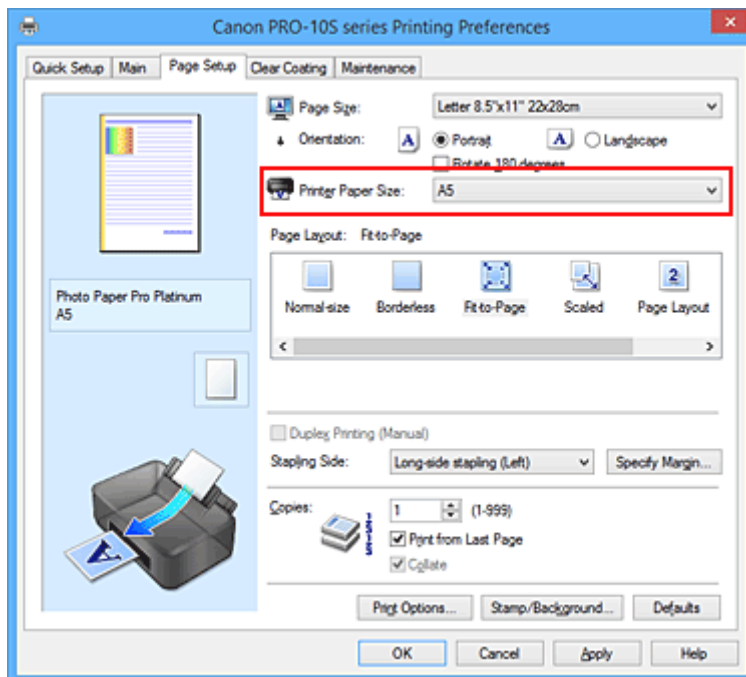 Canon PRO-10S series Printing Preferences
Quick Setup Main Page Setup Clear Coating Maintenance
Page Size: Letter 8.5"x11" 22x28cm
Orientation: A Portrait A Landscape
Rotate 180 degrees
Printer Paper Size: A5
Page Layout: Fit-to-Page
Normal-size Borderless Fit-to-Page Scaled Page Layout
2
Photo Paper Pro Platinum
A5
Duplex Printing (Manual)
Stapling Side: Long-side stapling (Left) Specify Margin...
Copies: 1 (1-999)
Print from Last Page
Collate
Print Options... Stamp/Background... Defaults
OK Cancel Apply Help
A